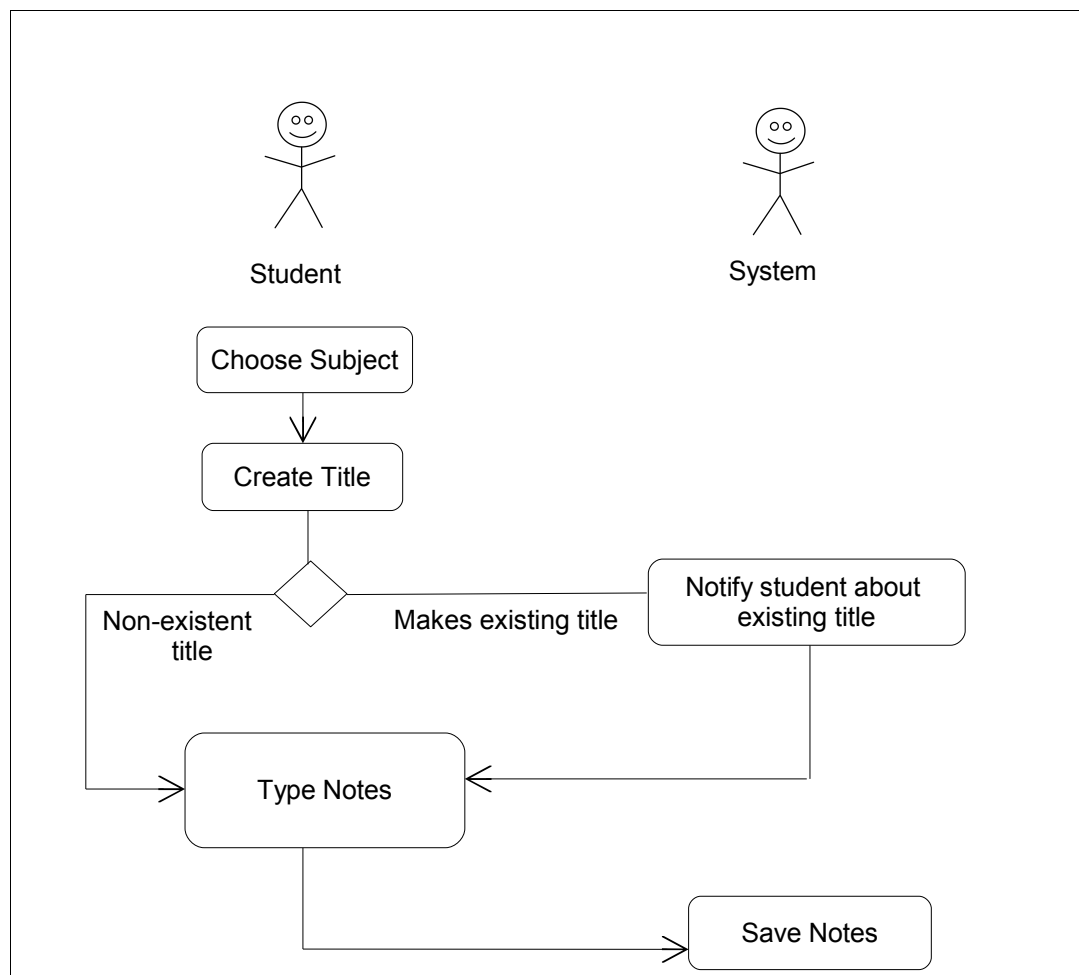 Student
System
Choose Subject
Create Title
Non-existent
title
Makes existing title
Notify student about
existing title
Type Notes
Save Notes